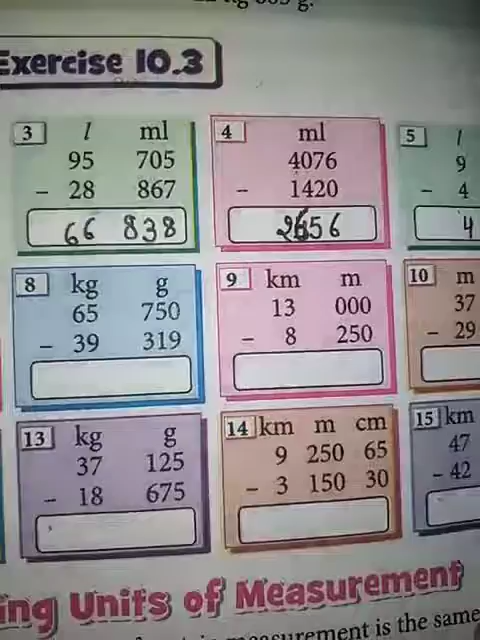 Exercise 10.3
3 l ml
95 705
- 28 867
66 838
4 ml
4076
- 1420
2656
5 l
9
- 4
4
8 kg g
65 750
- 39 319
9 km m
13 000
- 8 250
10 m
37
- 29
13 kg g
37 125
- 18 675
14 km m cm
9 250 65
- 3 150 30
15 km
47
- 42
ing Units of Measurement
measurement is the same